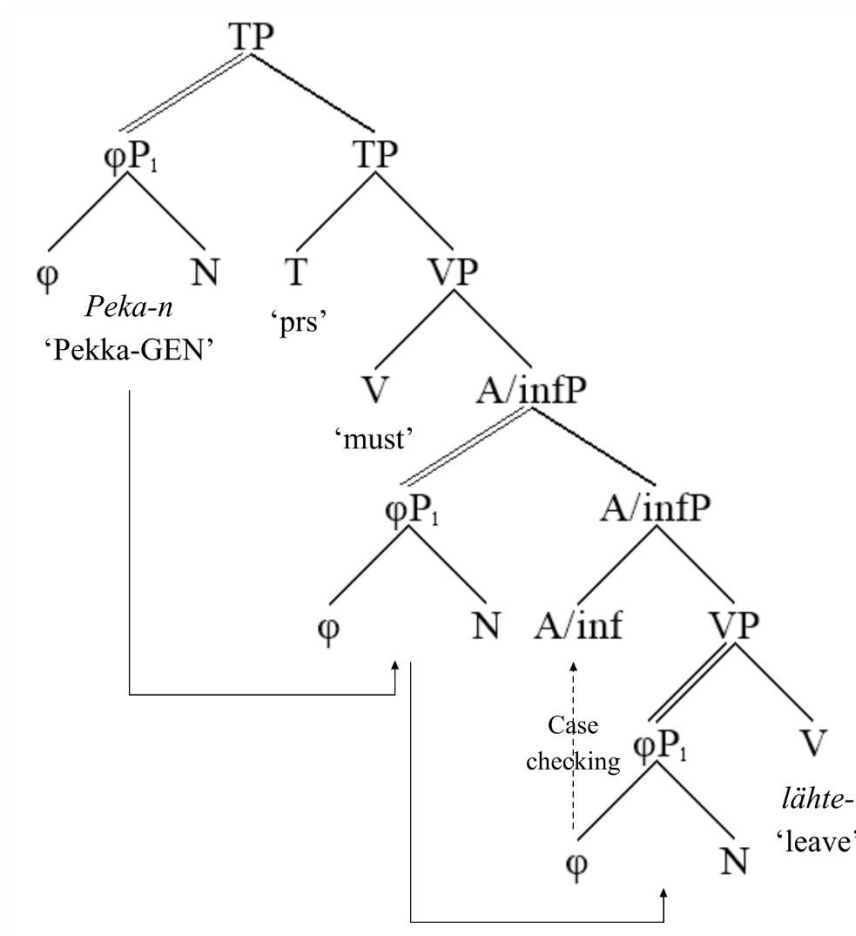 TP
φP₁ TP
φ N T VP
Peka-n
‘Pekka-GEN’
‘prs’
V A/infP
‘must’
φP₁ A/infP
φ N A/inf VP
Case
checking
φP₁ V
lähte-
‘leave’
φ N